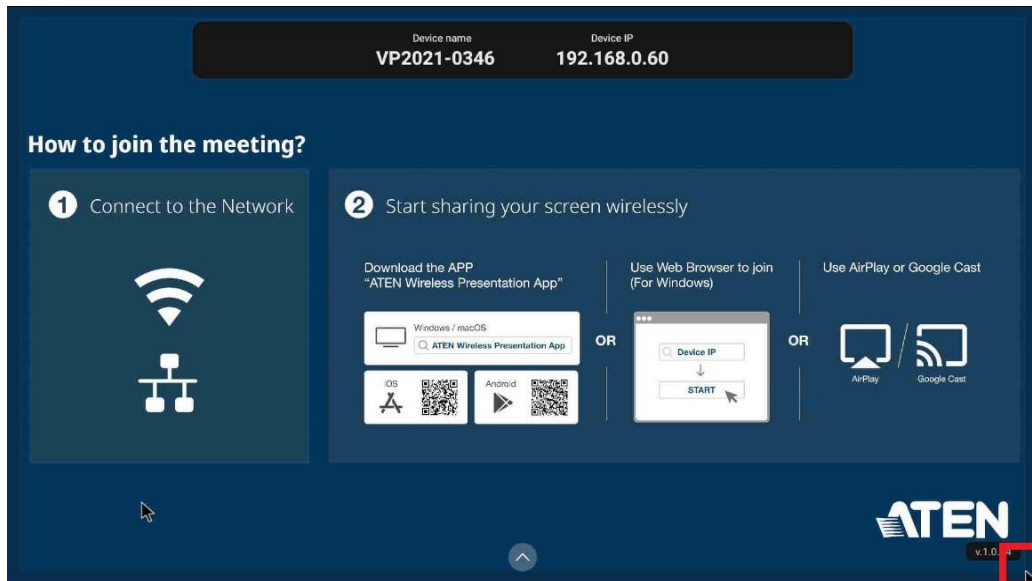 Device name
VP2021-0346
Device IP
192.168.0.60
How to join the meeting?
1 Connect to the Network
2 Start sharing your screen wirelessly
Download the APP
“ATEN Wireless Presentation App”
Windows / macOS
ATEN Wireless Presentation App
iOS
Android
OR
Use Web Browser to join
(For Windows)
Device IP
START
OR
Use AirPlay or Google Cast
AirPlay
Google Cast
ATEN